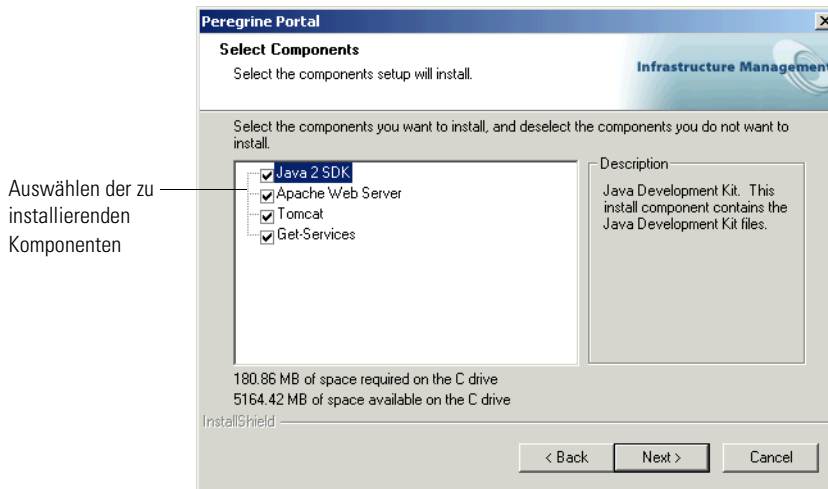 Peregrine Portal
Select Components
Select the components setup will install.
Infrastructure Management
Select the components you want to install, and deselect the components you do not want to
install.
Auswählen der zu
installierenden
Komponenten
Java 2 SDK
Apache Web Server
Tomcat
Get-Services
Description
Java Development Kit. This
install component contains the
Java Development Kit files.
180.86 MB of space required on the C drive
5164.42 MB of space available on the C drive
InstallShield
< Back
Next >
Cancel